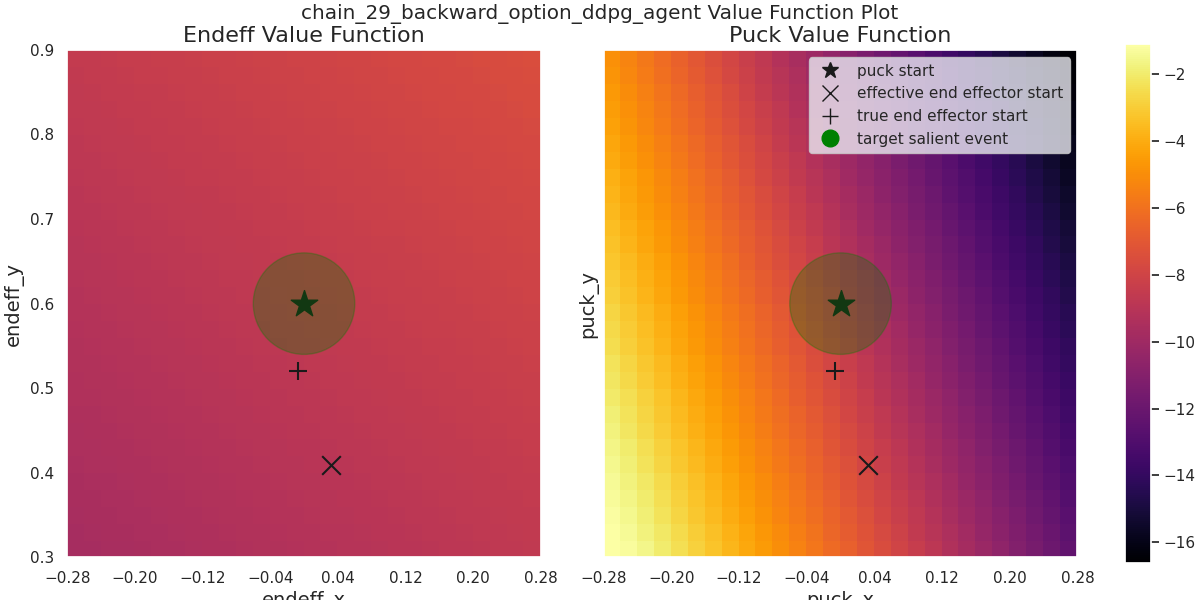 chain_29_backward_option_ddpg_agent Value Function Plot
Endeff Value Function
Puck Value Function
0.9
0.8
0.7
0.6
0.5
0.4
0.3
endeff_y
−0.28 −0.20 −0.12 −0.04 0.04 0.12 0.20 0.28
endeff_x
puck_y
puck start
effective end effector start
true end effector start
target salient event
−0.28 −0.20 −0.12 −0.04 0.04 0.12 0.20 0.28
puck_x
−2
−4
−6
−8
−10
−12
−14
−16